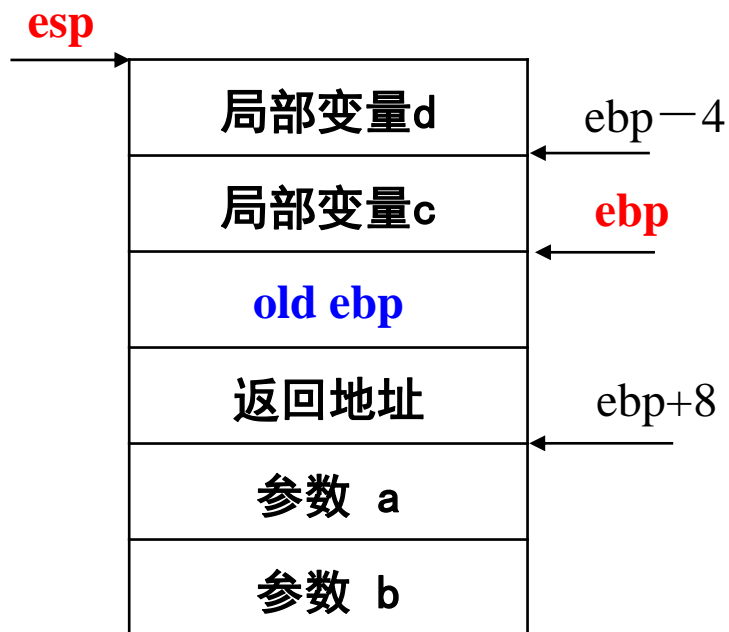 esp
局部变量d
ebp－4
局部变量c
ebp
old ebp
返回地址
ebp+8
参数 a
参数 b